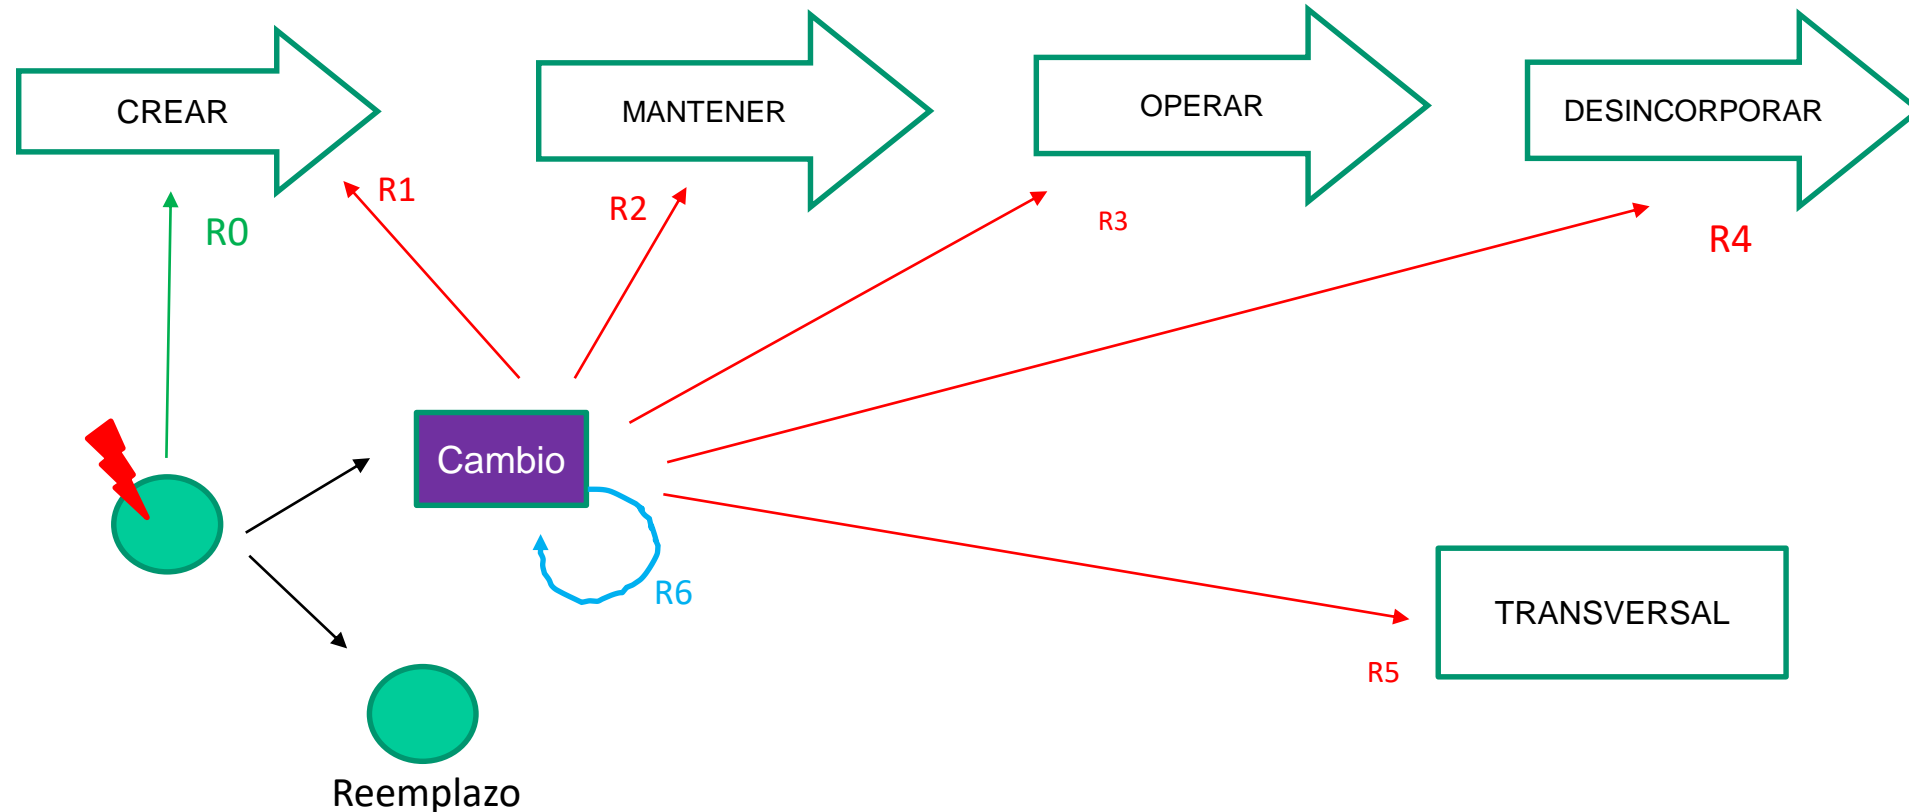 CREAR
MANTENER
OPERAR
DESINCORPORAR
R0
R1
R2
R3
R4
Cambio
R6
TRANSVERSAL
R5
Reemplazo